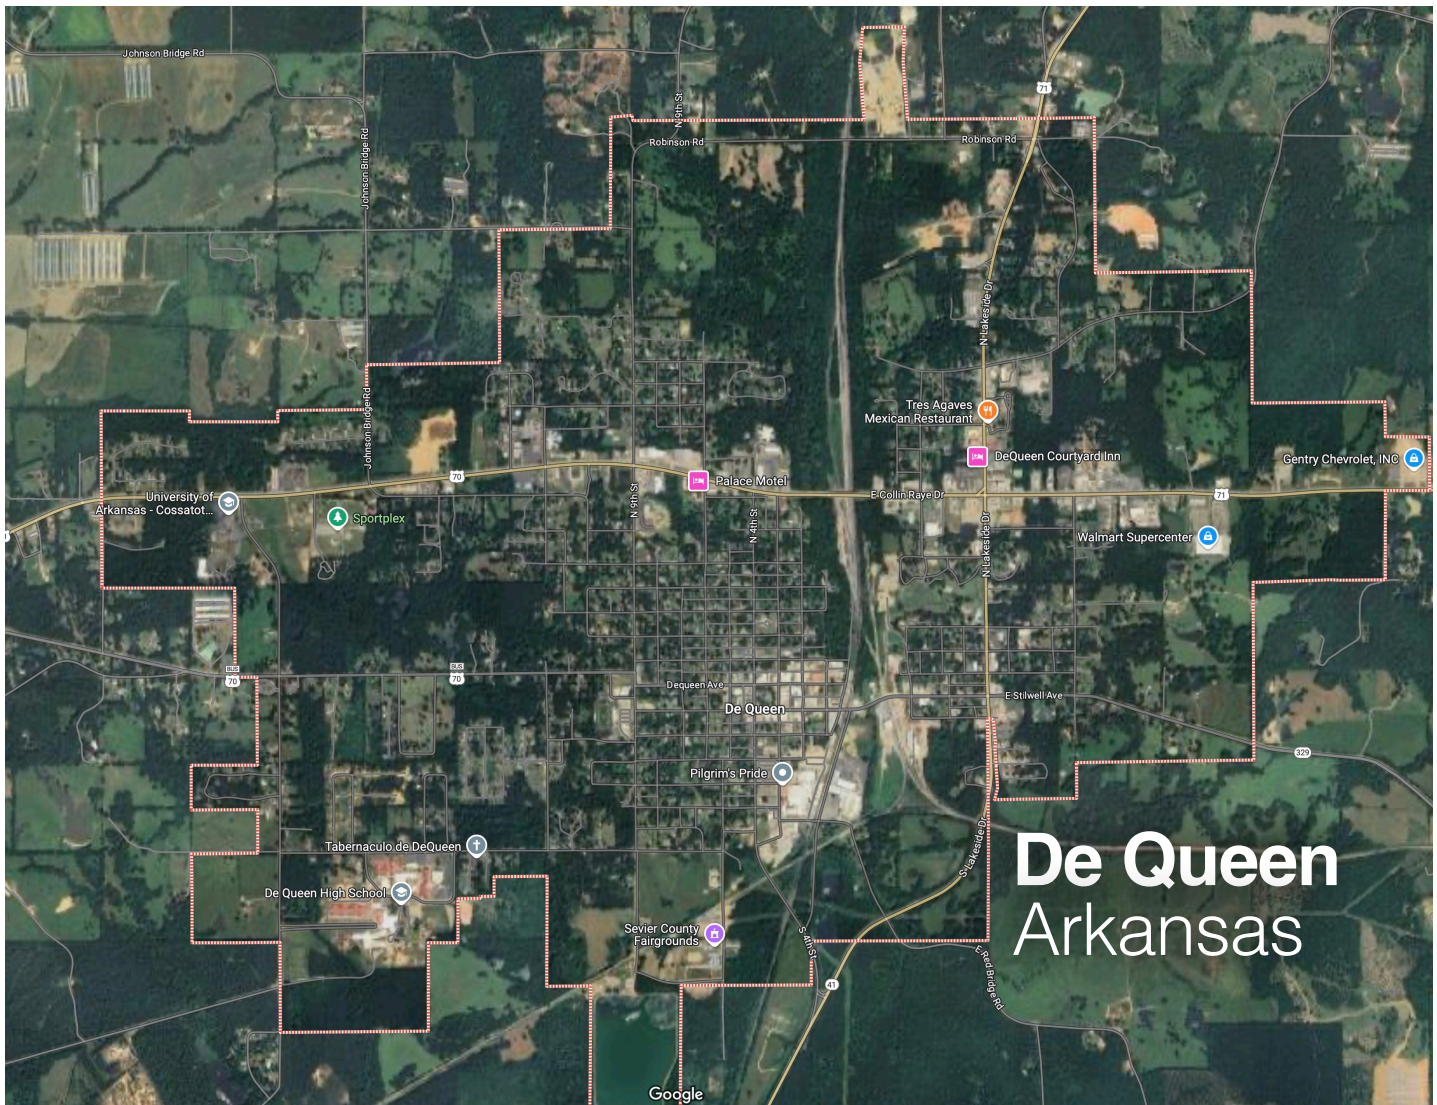 Johnson Bridge Rd
71
N 9th St
Robinson Rd
Robinson Rd
Johnson Bridge Rd
N Lakeside Dr
Johnson Bridge Rd
Tres Agaves
Mexican Restaurant
DeQueen Courtyard Inn
Gentry Chevrolet, INC
70
Palace Motel
E Collin Raye Dr
71
University of
Arkansas - Cossatot...
Sportplex
N 9th St
N 4th St
N Lakeside Dr
Walmart Supercenter
BUS
70
BUS
70
Dequeen Ave
E Stilwell Ave
De Queen
329
Pilgrim's Pride
Tabernaculo de DeQueen
S Lakeside Dr
De Queen High School
De Queen
Arkansas
Sevier County
Fairgrounds
S 4th St
E Red Bridge Rd
41
Google